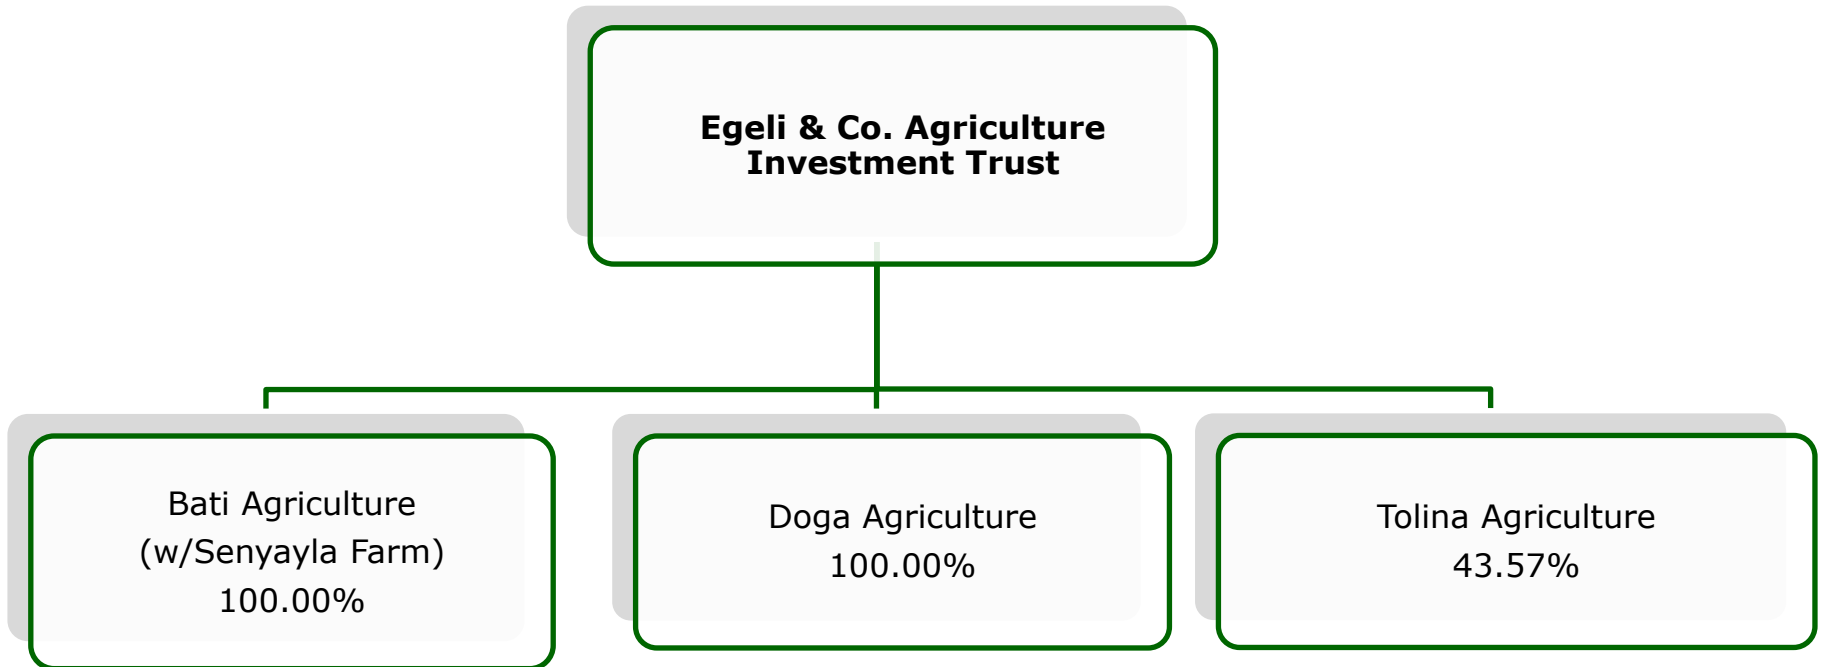 Egeli & Co. Agriculture
Investment Trust
Bati Agriculture
(w/Senyayla Farm)
100.00%
Doga Agriculture
100.00%
Tolina Agriculture
43.57%